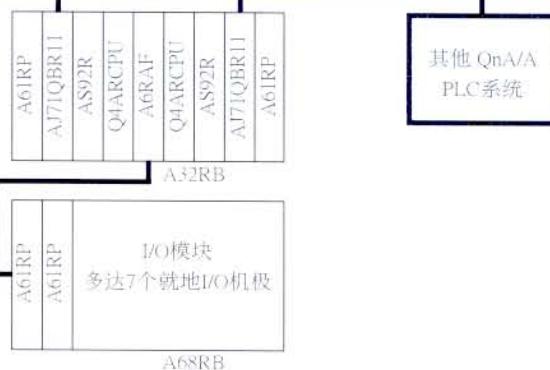 A61RP
AJ71QBR11
AS92R
Q4ARCPU
A6RAF
Q4ARCPU
AS92R
AJ71QBR11
A61RP
A32RB
其他 QnA/A
PLC系统
A61RP
A61RP
I/O模块
多达7个就地I/O机极
A68RB